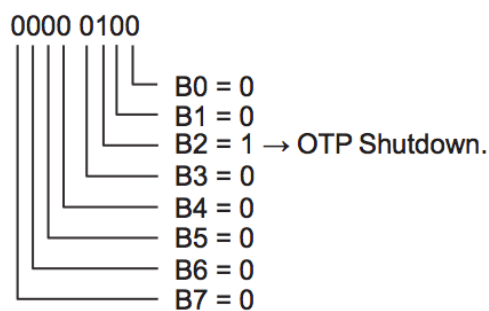 0000 0100
B0 = 0
B1 = 0
B2 = 1 → OTP Shutdown.
B3 = 0
B4 = 0
B5 = 0
B6 = 0
B7 = 0